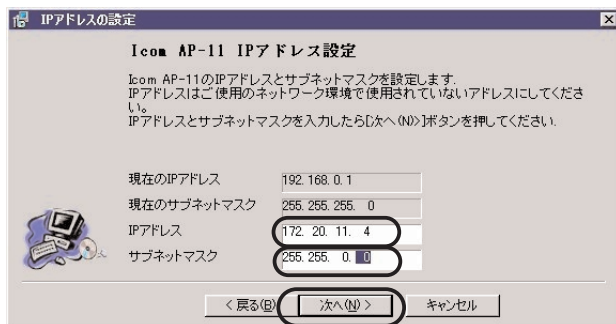 IPアドレスの設定
Icom AP-11 IPアドレス設定
Icom AP-11のIPアドレスとサブネットマスクを設定します.
IPアドレスはご使用のネットワーク環境で使用されていないアドレスにしてくださ
い。
IPアドレスとサブネットマスクを入力したら[次へ(N)>]ボタンを押してください.
現在のIPアドレス 192.168.0.1
現在のサブネットマスク 255.255.255. 0
IPアドレス 172. 20. 11. 4
サブネットマスク 255.255. 0. 0
< 戻る(B) 次へ(N) > キャンセル